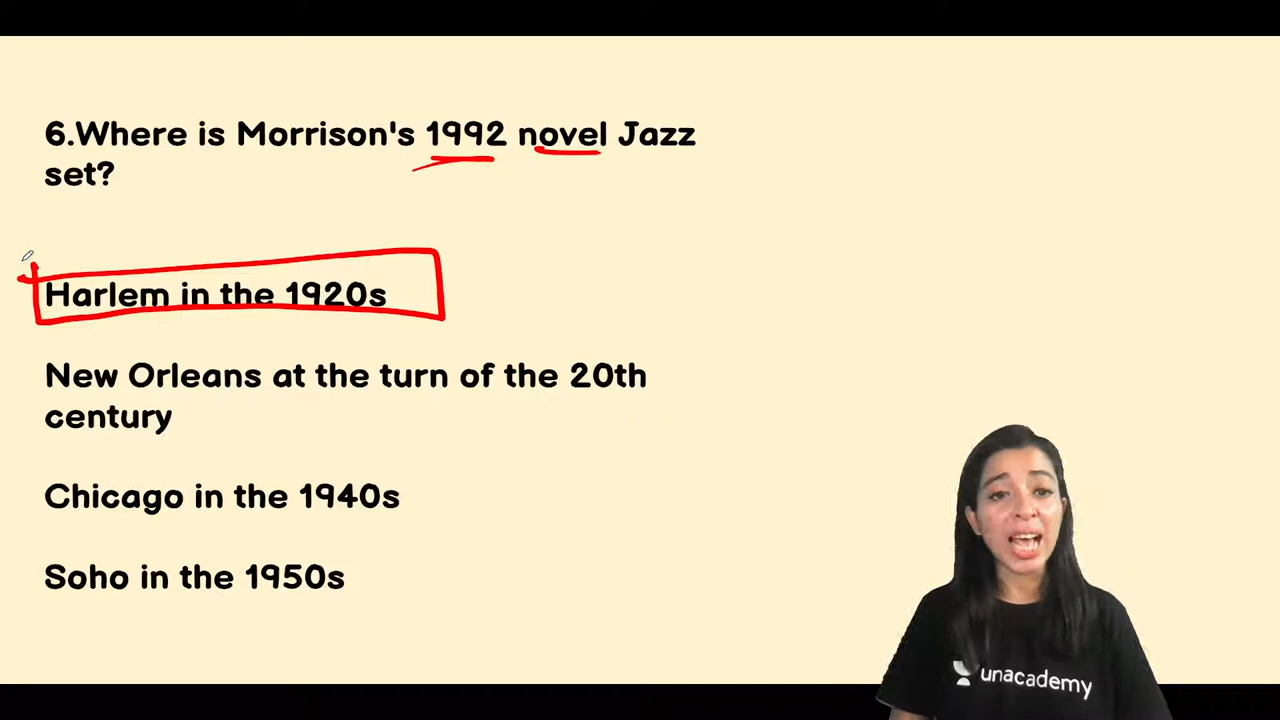 6.Where is Morrison's 1992 novel Jazz
set?
Harlem in the 1920s
New Orleans at the turn of the 20th
century
Chicago in the 1940s
Soho in the 1950s
unacademy